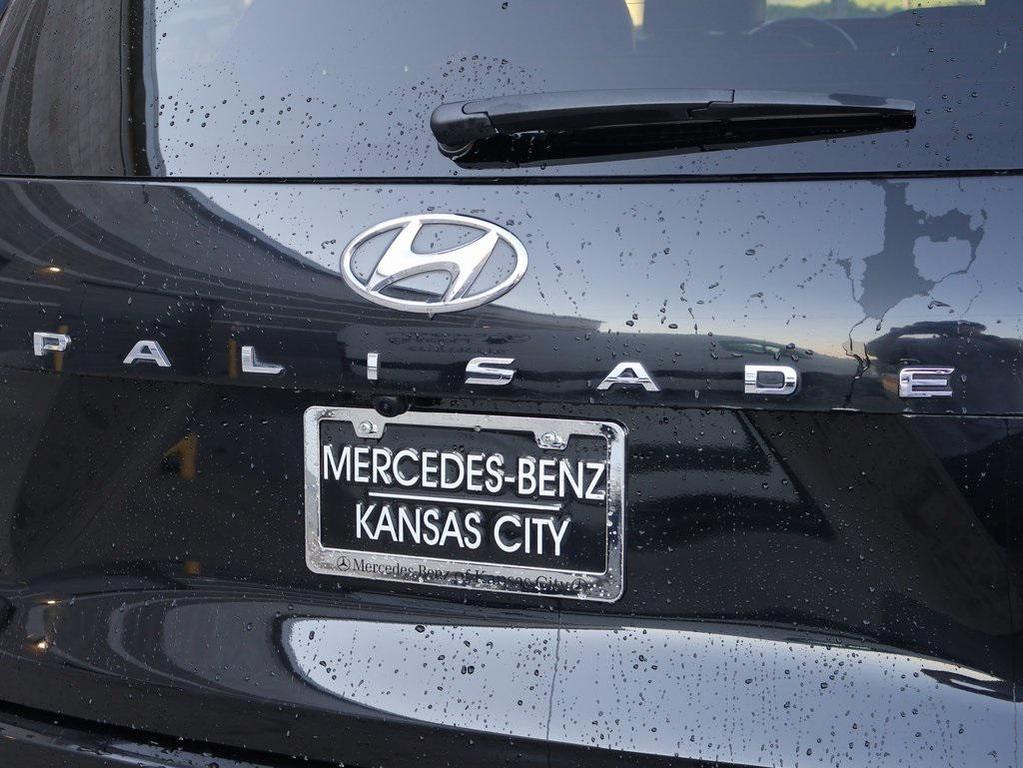 PALISADE
MERCEDES-BENZ
KANSAS CITY
Mercedes-Benz of Kansas City